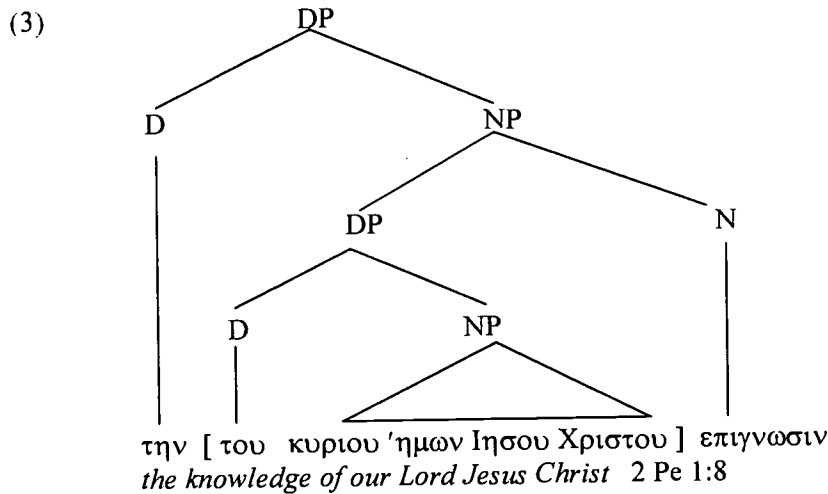 (3)
DP
D NP
DP N
D NP
την [ του κυριου 'ημων Ιησου Χριστου ] επιγνωσιν
the knowledge of our Lord Jesus Christ 2 Pe 1:8